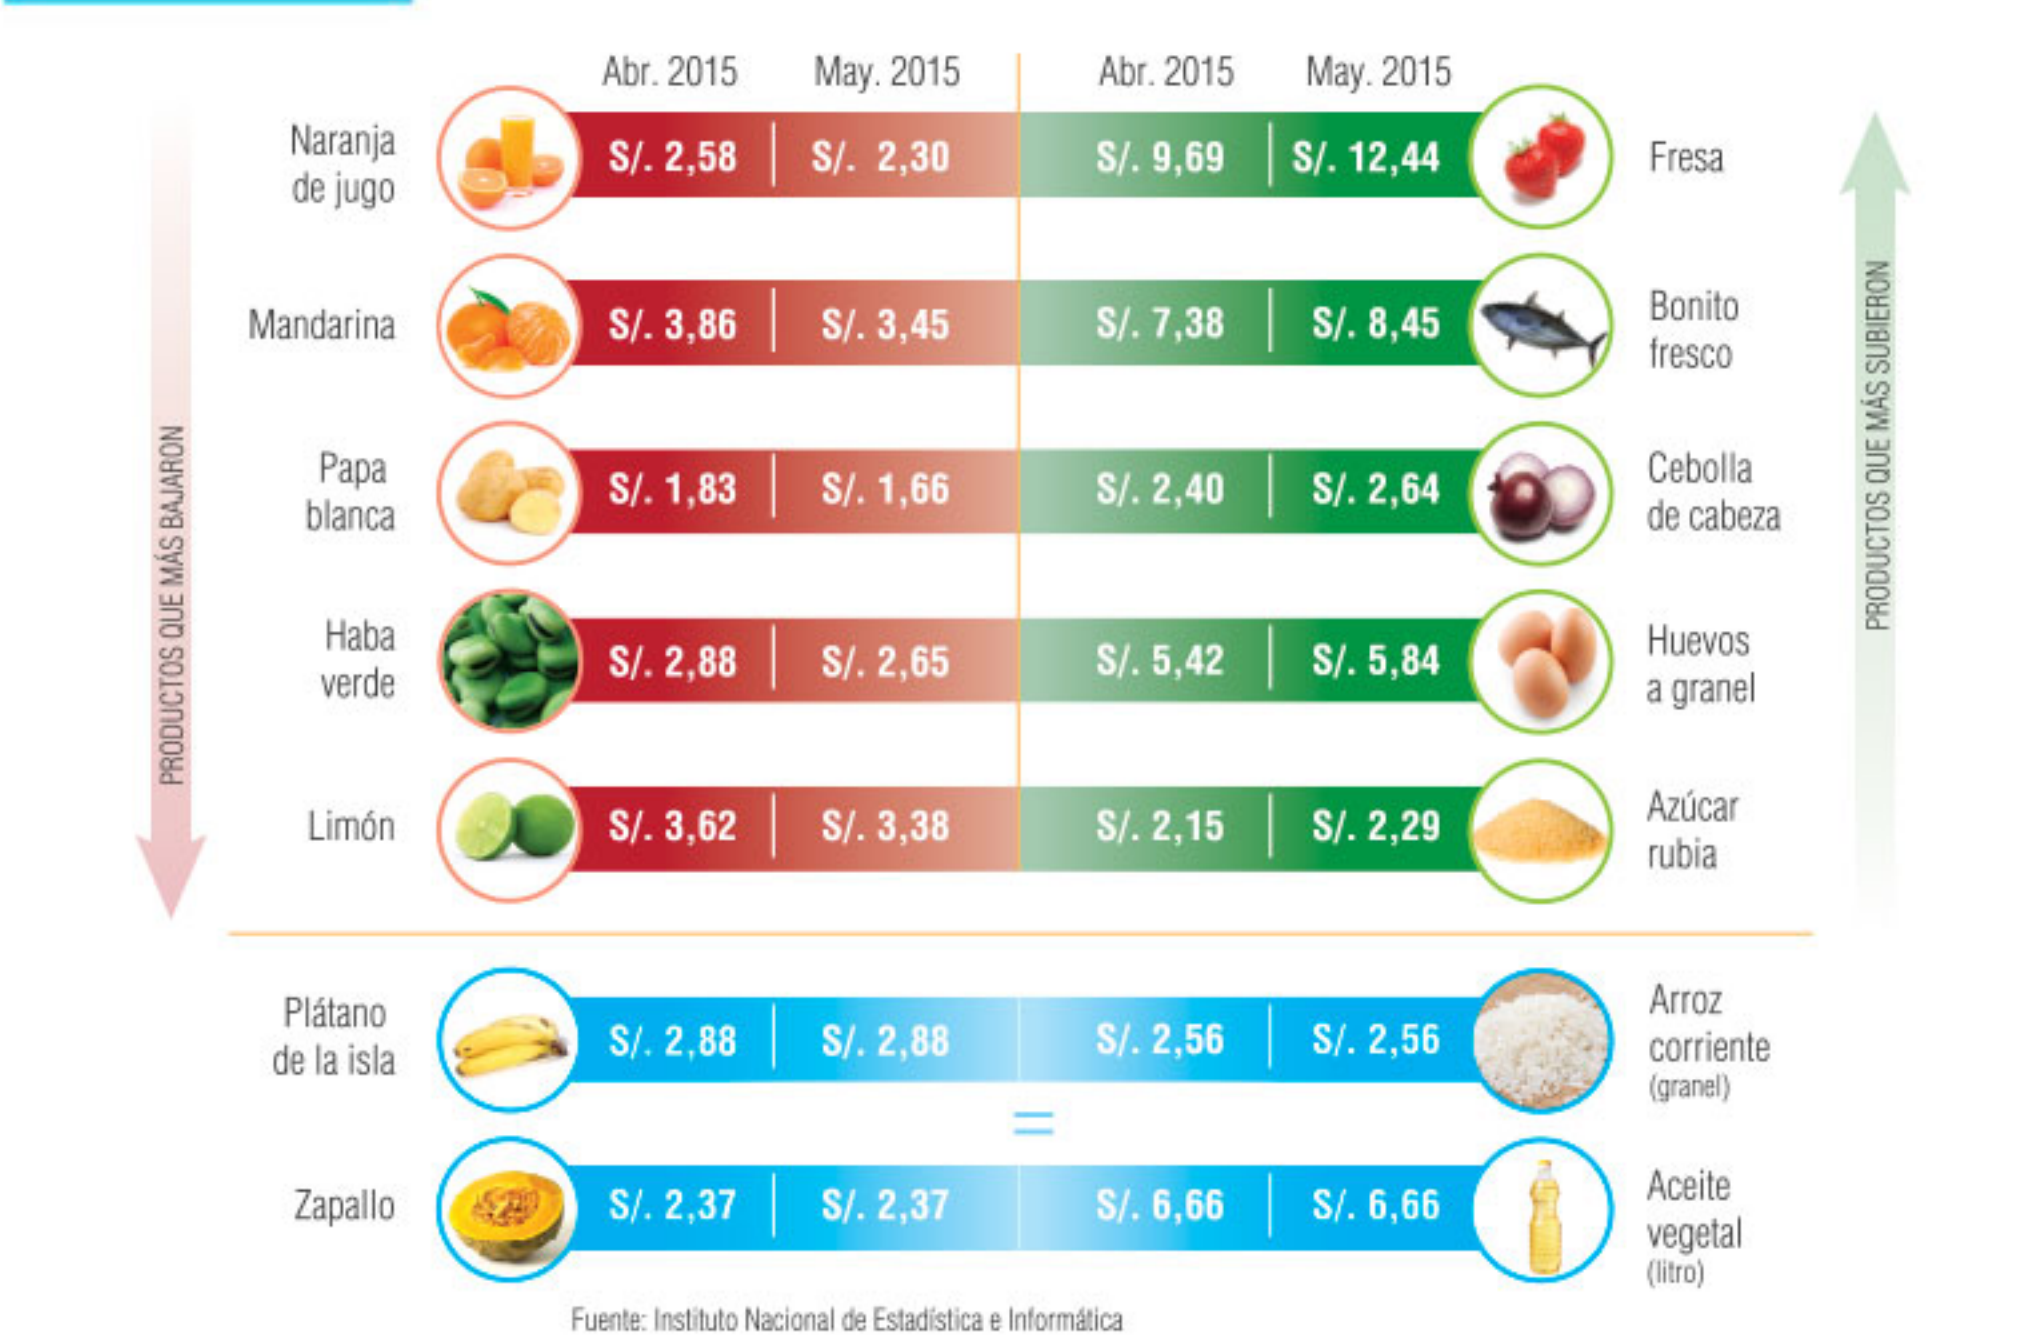 Abr. 2015 May. 2015 Abr. 2015 May. 2015
Naranja
de jugo
S/. 2,58 S/. 2,30 S/. 9,69 S/. 12,44
Fresa
Mandarina
S/. 3,86 S/. 3,45 S/. 7,38 S/. 8,45
Bonito
fresco
Papa
blanca
S/. 1,83 S/. 1,66 S/. 2,40 S/. 2,64
Cebolla
de cabeza
Haba
verde
S/. 2,88 S/. 2,65 S/. 5,42 S/. 5,84
Huevos
a granel
Limón
S/. 3,62 S/. 3,38 S/. 2,15 S/. 2,29
Azúcar
rubia
PRODUCTOS QUE MÁS BAJARON
PRODUCTOS QUE MÁS SUBIERON
Plátano
de la isla
S/. 2,88 S/. 2,88 S/. 2,56 S/. 2,56
Arroz
corriente
(granel)
=
Zapallo
S/. 2,37 S/. 2,37 S/. 6,66 S/. 6,66
Aceite
vegetal
(litro)
Fuente: Instituto Nacional de Estadística e Informática